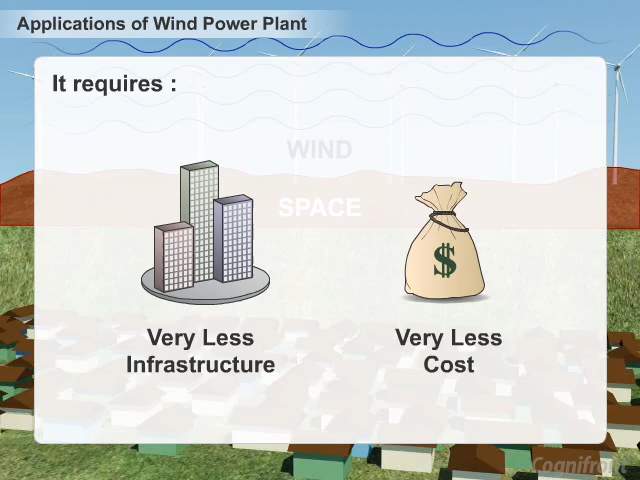 Applications of Wind Power Plant
It requires :
WIND
SPACE
$
Very Less
Infrastructure
Very Less
Cost
Cognifront